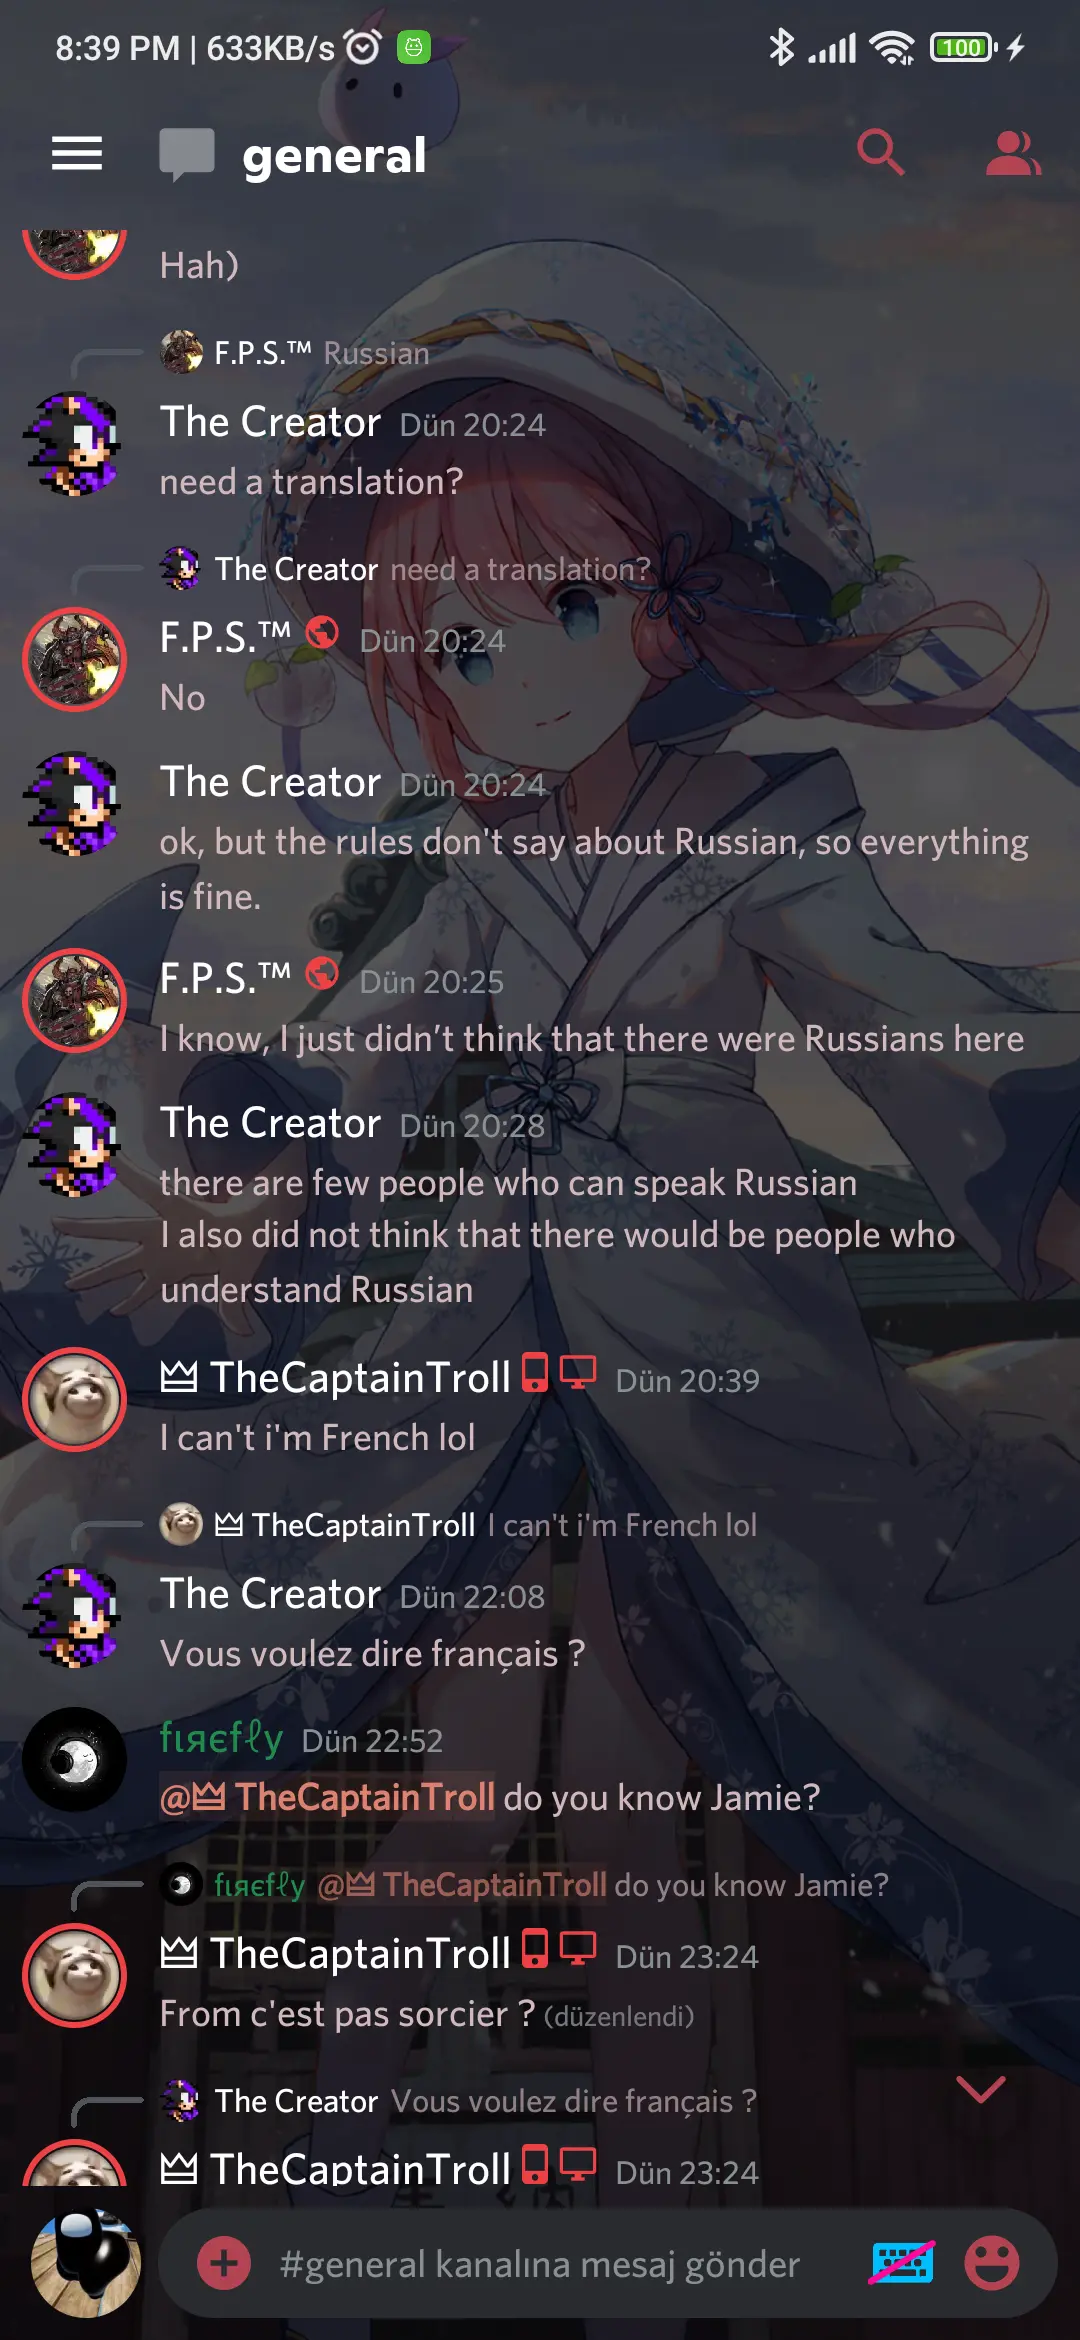 8:39 PM | 633KB/s
100
general
Hah)
F.P.S.™ Russian
The Creator Dün 20:24
need a translation?
The Creator need a translation?
F.P.S.™ Dün 20:24
No
The Creator Dün 20:24
ok, but the rules don't say about Russian, so everything
is fine.
F.P.S.™ Dün 20:25
I know, I just didn’t think that there were Russians here
The Creator Dün 20:28
there are few people who can speak Russian
I also did not think that there would be people who
understand Russian
TheCaptainTroll Dün 20:39
I can't i'm French lol
TheCaptainTroll I can't i'm French lol
The Creator Dün 22:08
Vous voulez dire français ?
fιяєfℓy Dün 22:52
@TheCaptainTroll do you know Jamie?
fιяєfℓy @TheCaptainTroll do you know Jamie?
TheCaptainTroll Dün 23:24
From c'est pas sorcier ? (düzenlendi)
The Creator Vous voulez dire français ?
TheCaptainTroll Dün 23:24
#general kanalına mesaj gönder